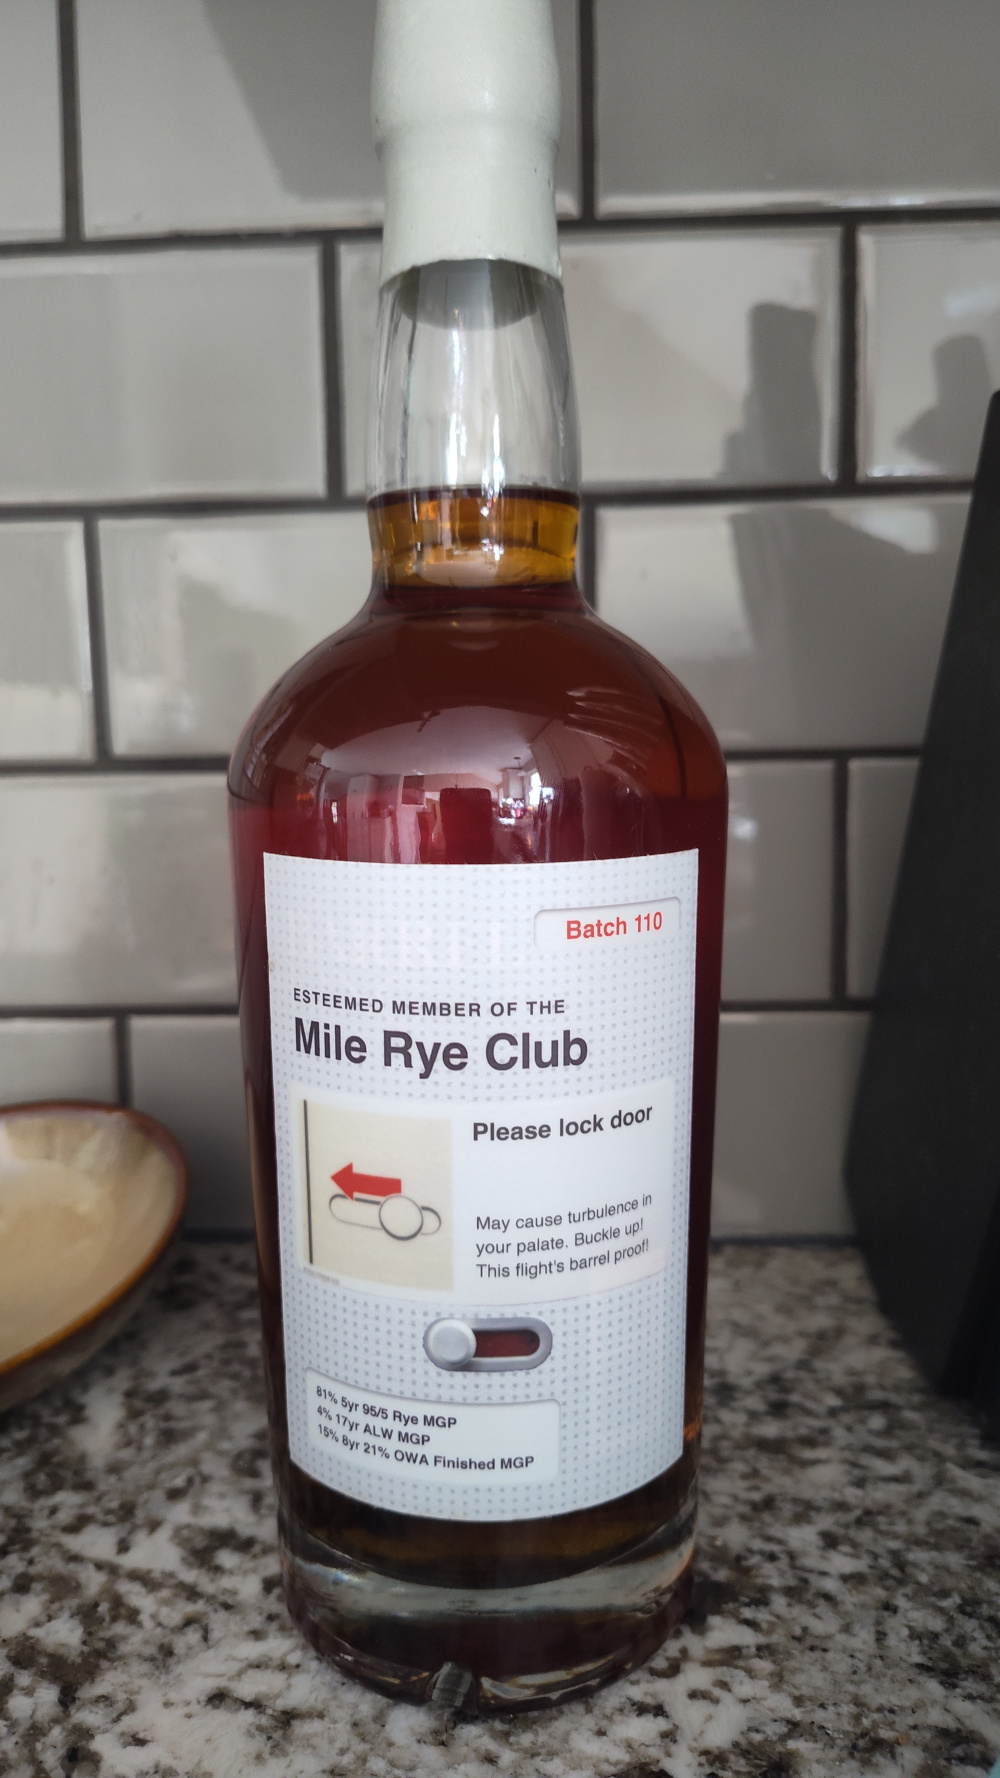 Batch 110
ESTEEMED MEMBER OF THE
Mile Rye Club
Please lock door
May cause turbulence in
your palate. Buckle up!
This flight's barrel proof!
81% 5yr 95/5 Rye MGP
4% 17yr ALW MGP
15% 8yr 21% OWA Finished MGP